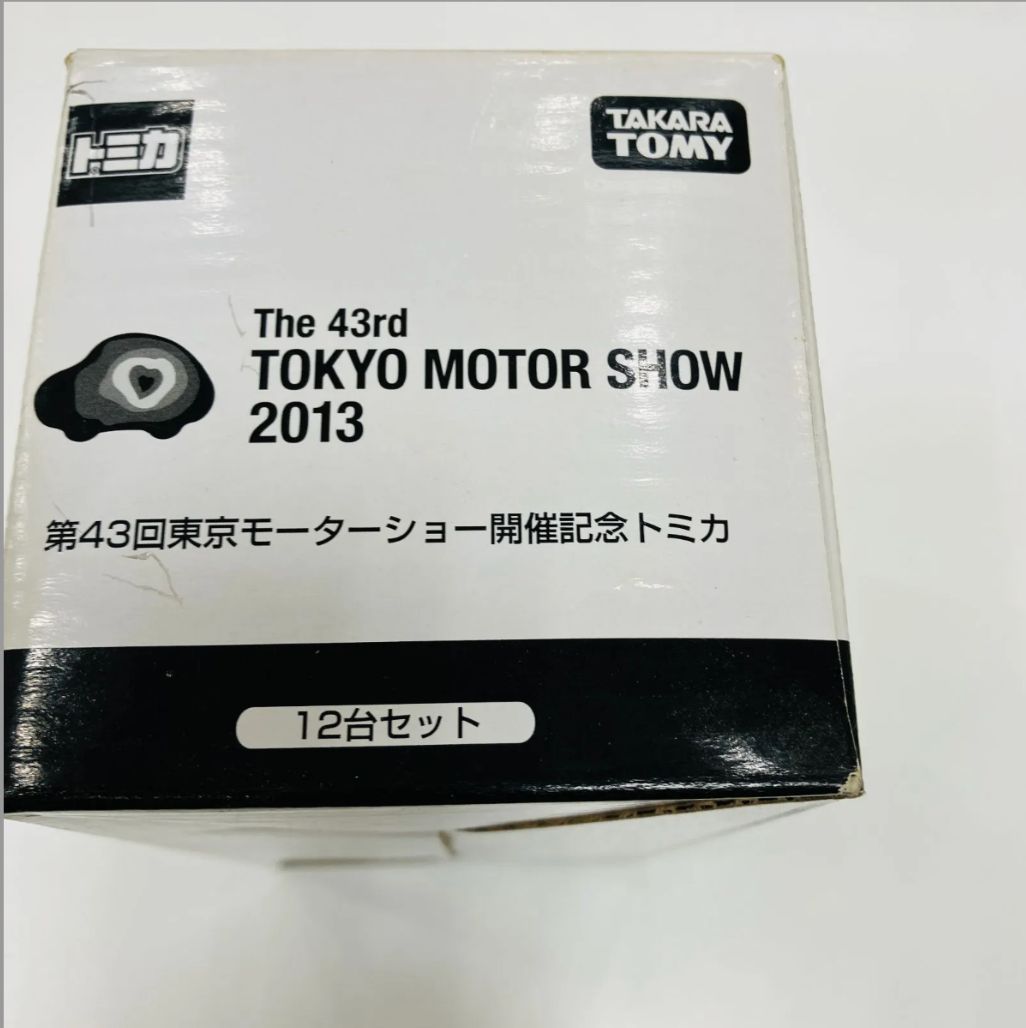 トミカ
TAKARA
TOMY
The 43rd
TOKYO MOTOR SHOW
2013
第43回東京モーターショー開催記念トミカ
12台セット